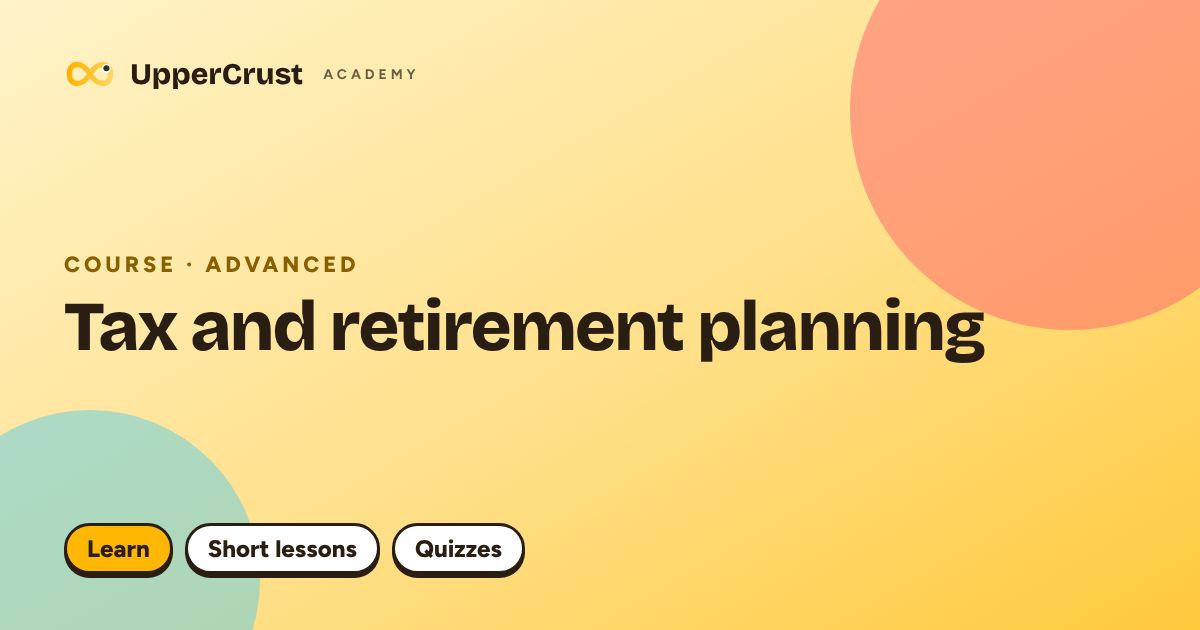 UpperCrust ACADEMY
COURSE · ADVANCED
Tax and retirement planning
Learn Short lessons Quizzes